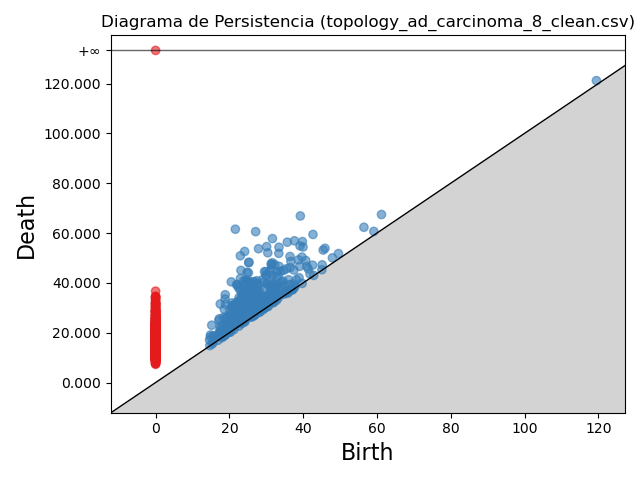 Diagrama de Persistencia (topology_ad_carcinoma_8_clean.csv)
+∞
120.000
100.000
80.000
60.000
40.000
20.000
0.000
Death
0 20 40 60 80 100 120
Birth